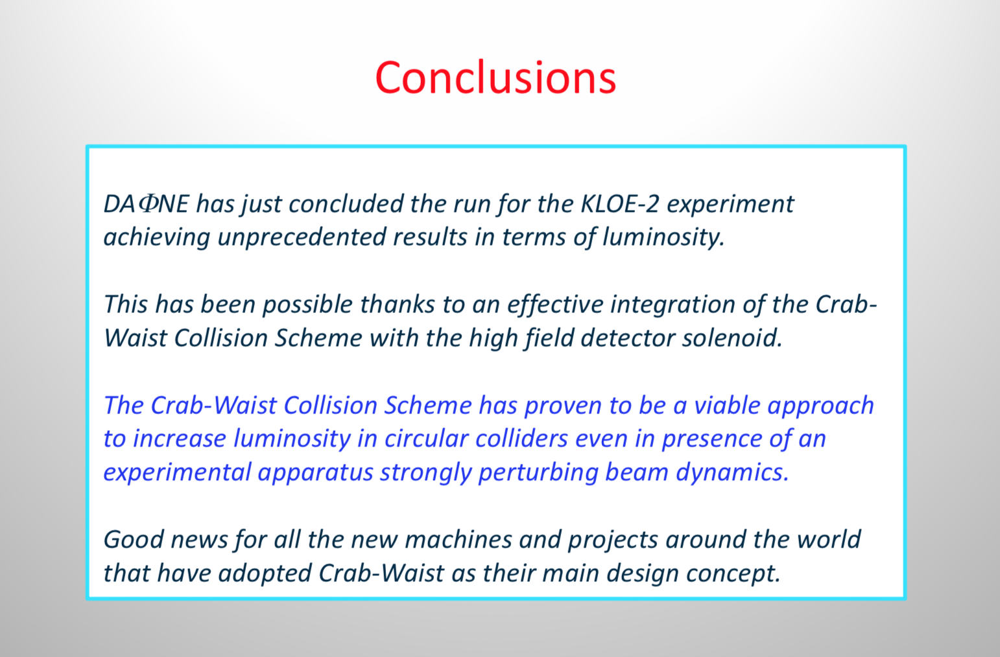 Conclusions
DAΦNE has just concluded the run for the KLOE-2 experiment
achieving unprecedented results in terms of luminosity.
This has been possible thanks to an effective integration of the Crab-
Waist Collision Scheme with the high field detector solenoid.
The Crab-Waist Collision Scheme has proven to be a viable approach
to increase luminosity in circular colliders even in presence of an
experimental apparatus strongly perturbing beam dynamics.
Good news for all the new machines and projects around the world
that have adopted Crab-Waist as their main design concept.